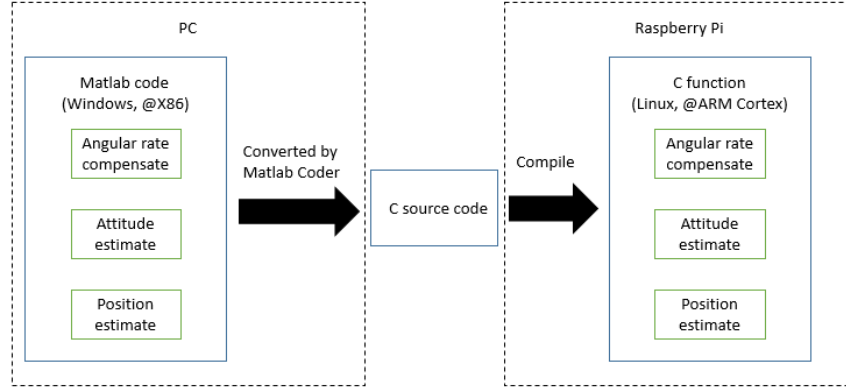 PC
Matlab code
(Windows, @X86)
Angular rate
compensate
Attitude
estimate
Position
estimate
Converted by
Matlab Coder
C source code
Raspberry Pi
Compile
C function
(Linux, @ARM Cortex)
Angular rate
compensate
Attitude
estimate
Position
estimate